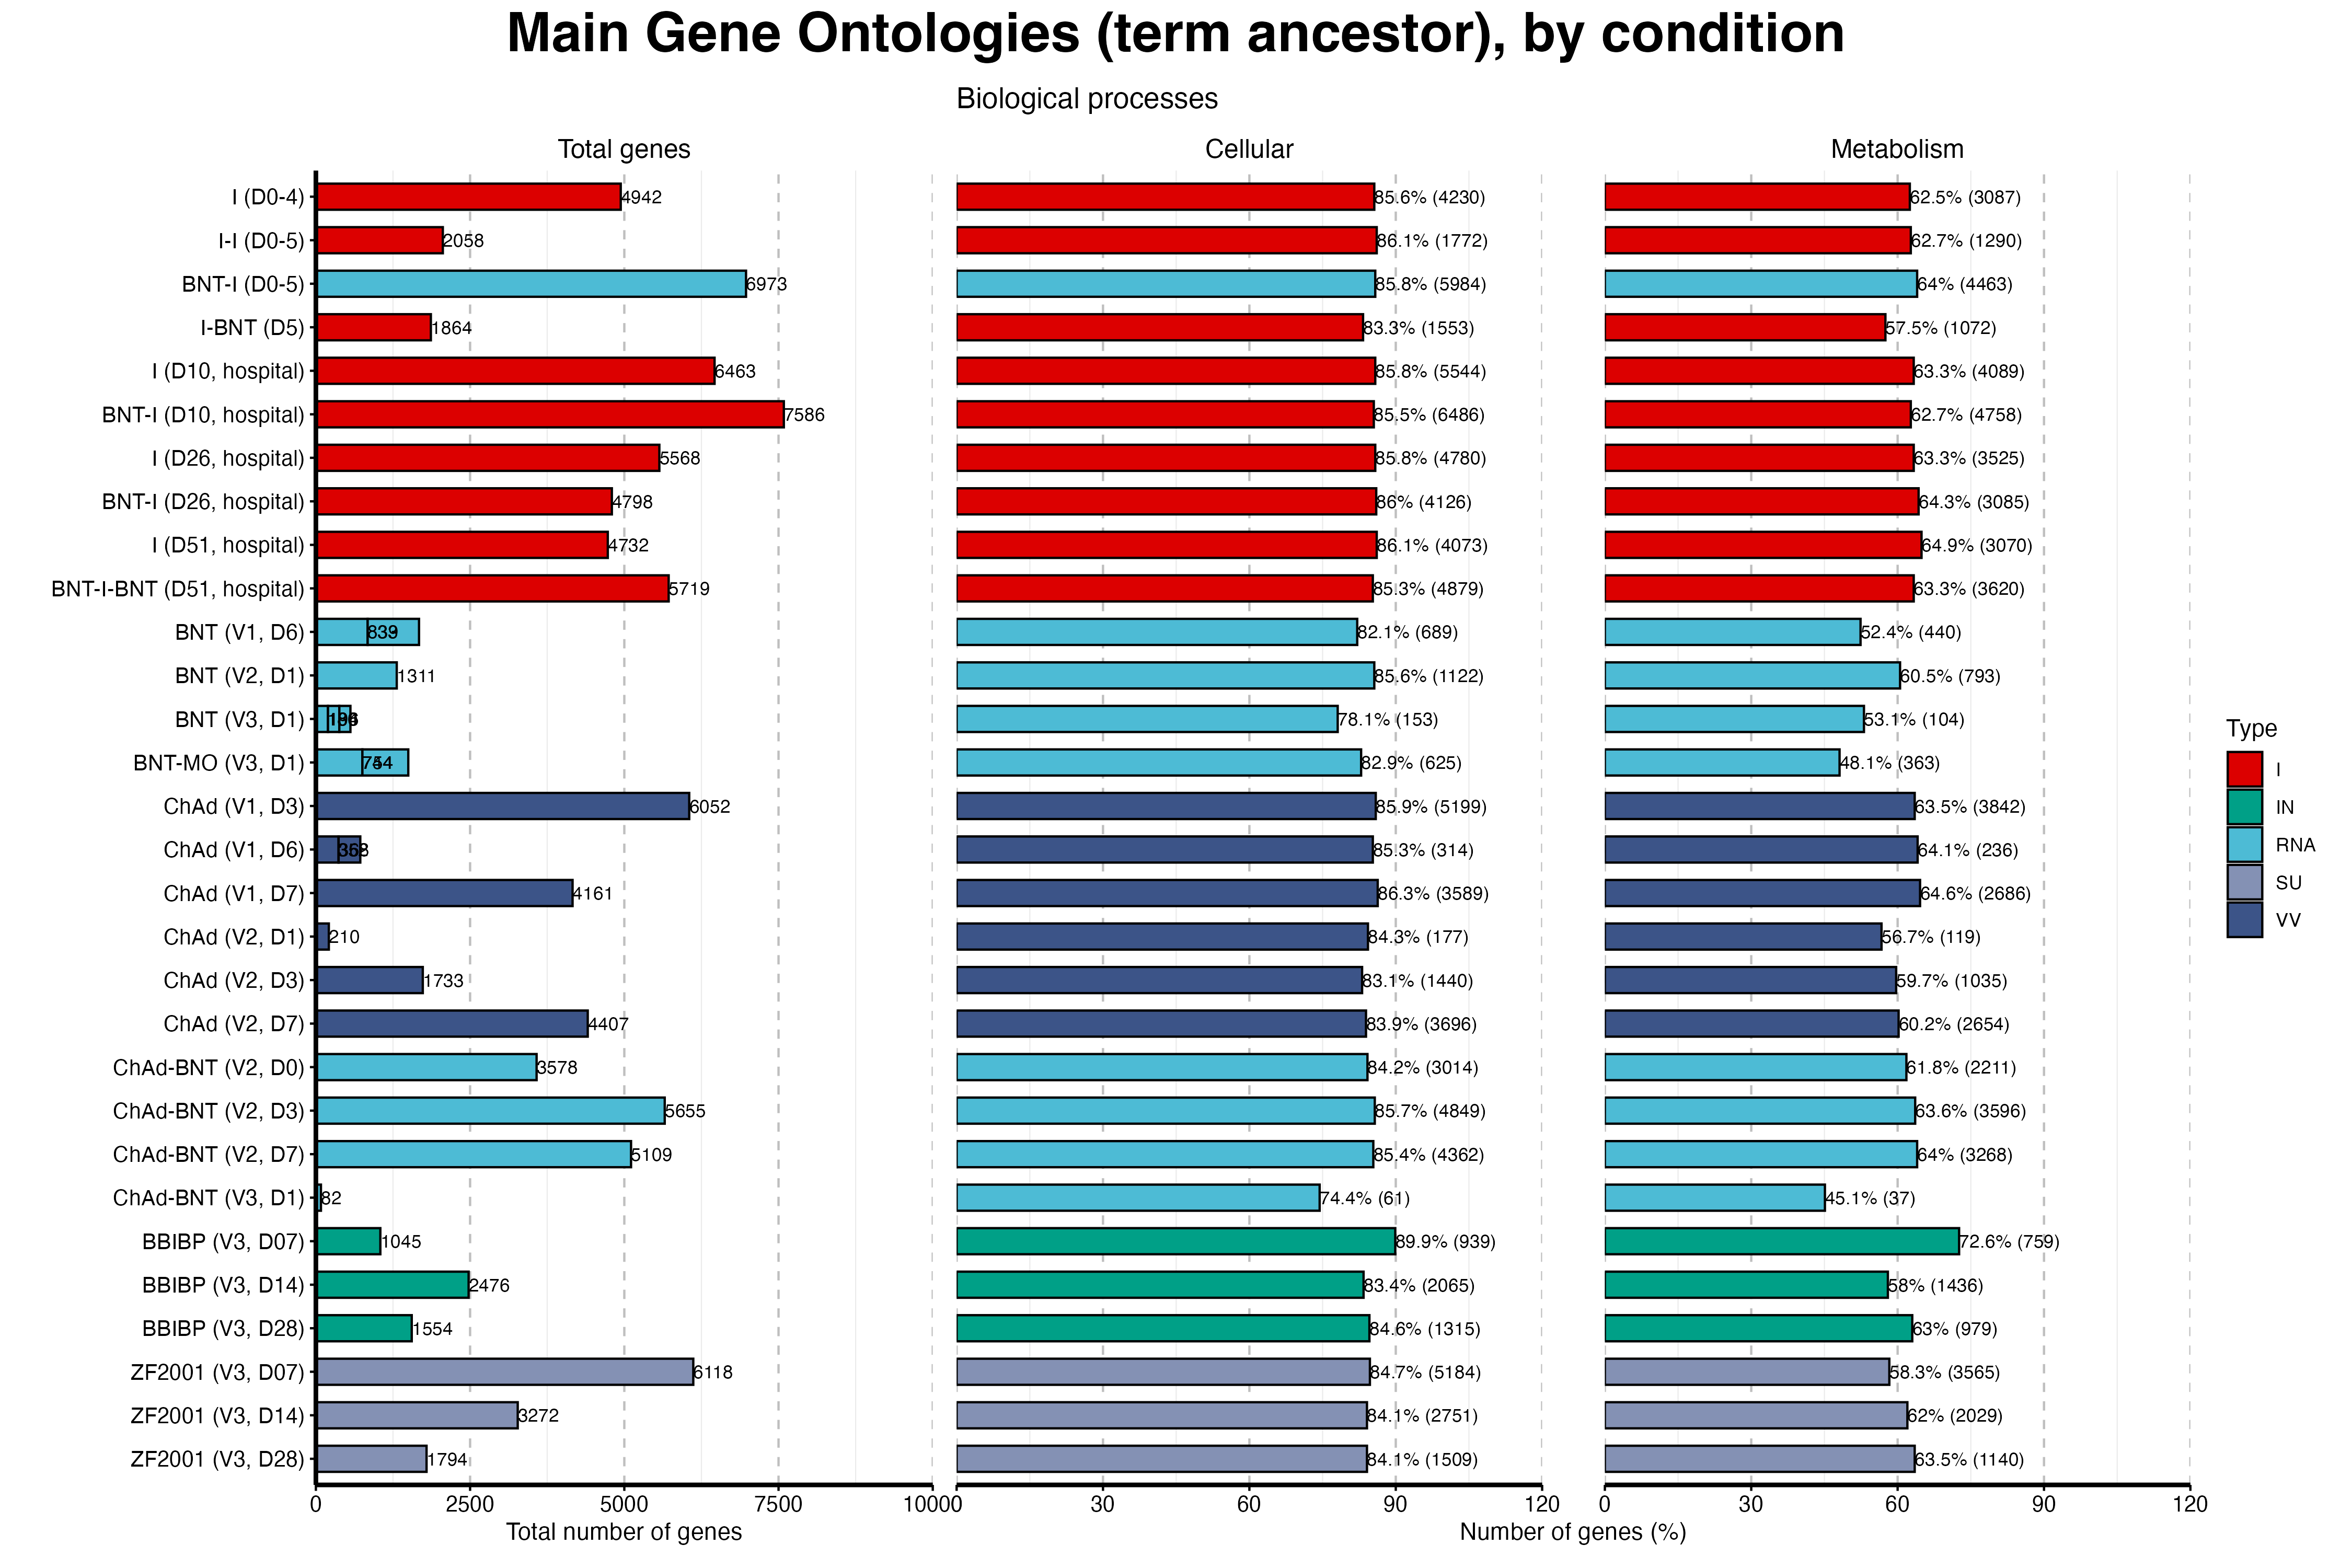 Main Gene Ontologies (term ancestor), by condition
Biological processes
Total genes Cellular Metabolism
I (D0-4) 4942 85.6% (4230) 62.5% (3087)
I-I (D0-5) 2058 86.1% (1772) 62.7% (1290)
BNT-I (D0-5) 6973 85.8% (5984) 64% (4463)
I-BNT (D5) 1864 83.3% (1553) 57.5% (1072)
I (D10, hospital) 6463 85.8% (5544) 63.3% (4089)
BNT-I (D10, hospital) 7586 85.5% (6486) 62.7% (4758)
I (D26, hospital) 5568 85.8% (4780) 63.3% (3525)
BNT-I (D26, hospital) 4798 86% (4126) 64.3% (3085)
I (D51, hospital) 4732 86.1% (4073) 64.9% (3070)
BNT-I-BNT (D51, hospital) 5719 85.3% (4879) 63.3% (3620)
BNT (V1, D6) 82.1% (689) 52.4% (440)
BNT (V2, D1) 1311 85.6% (1122) 60.5% (793)
BNT (V3, D1) 78.1% (153) 53.1% (104)
BNT-MO (V3, D1) 82.9% (625) 48.1% (363)
ChAd (V1, D3) 6052 85.9% (5199) 63.5% (3842)
ChAd (V1, D6) 85.3% (314) 64.1% (236)
ChAd (V1, D7) 4161 86.3% (3589) 64.6% (2686)
ChAd (V2, D1) 210 84.3% (177) 56.7% (119)
ChAd (V2, D3) 1733 83.1% (1440) 59.7% (1035)
ChAd (V2, D7) 4407 83.9% (3696) 60.2% (2654)
ChAd-BNT (V2, D0) 3578 84.2% (3014) 61.8% (2211)
ChAd-BNT (V2, D3) 5655 85.7% (4849) 63.6% (3596)
ChAd-BNT (V2, D7) 5109 85.4% (4362) 64% (3268)
ChAd-BNT (V3, D1) 82 74.4% (61) 45.1% (37)
BBIBP (V3, D07) 1045 89.9% (939) 72.6% (759)
BBIBP (V3, D14) 2476 83.4% (2065) 58% (1436)
BBIBP (V3, D28) 1554 84.6% (1315) 63% (979)
ZF2001 (V3, D07) 6118 84.7% (5184) 58.3% (3565)
ZF2001 (V3, D14) 3272 84.1% (2751) 62% (2029)
ZF2001 (V3, D28) 1794 84.1% (1509) 63.5% (1140)
0 2500 5000 7500 10000 30 60 90 120 0 30 60 90 120
Total number of genes Number of genes (%)
Type
I
IN
RNA
SU
VV